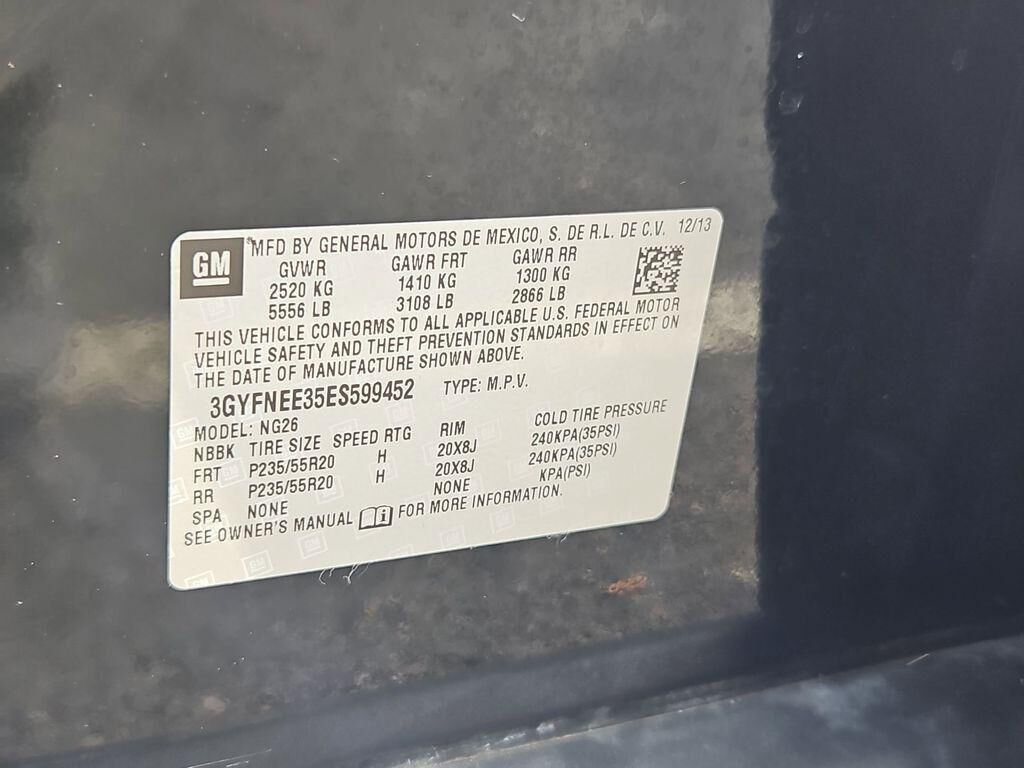 GM
MFD BY GENERAL MOTORS DE MEXICO, S. DE R.L. DE C.V. 12/13
GVWR GAWR FRT GAWR RR
2520 KG 1410 KG 1300 KG
5556 LB 3108 LB 2866 LB
THIS VEHICLE CONFORMS TO ALL APPLICABLE U.S. FEDERAL MOTOR
VEHICLE SAFETY AND THEFT PREVENTION STANDARDS IN EFFECT ON
THE DATE OF MANUFACTURE SHOWN ABOVE.
3GYFNEE35ES599452 TYPE: M.P.V.
MODEL: NG26
NBBK TIRE SIZE SPEED RTG RIM COLD TIRE PRESSURE
FRT P235/55R20 H 20X8J 240KPA(35PSI)
RR P235/55R20 H 20X8J 240KPA(35PSI)
SPA NONE NONE KPA(PSI)
SEE OWNER'S MANUAL FOR MORE INFORMATION.